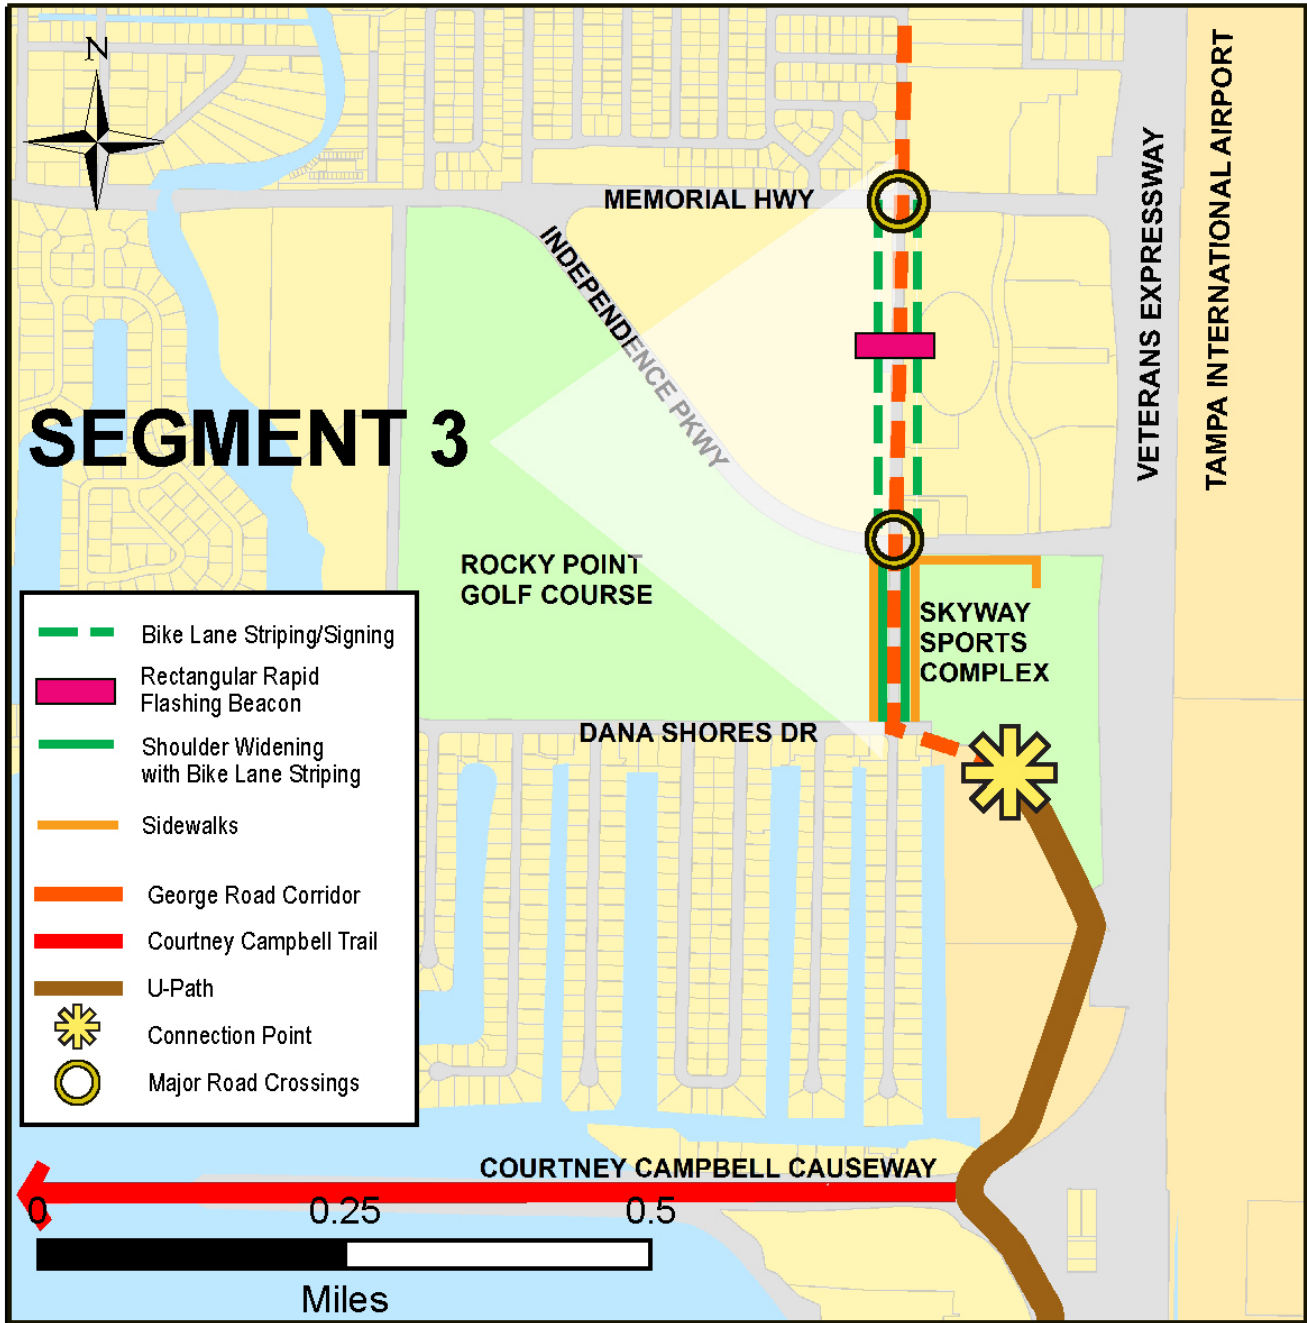 N
MEMORIAL HWY
INDEPENDENCE PKWY
VETERANS EXPRESSWAY
TAMPA INTERNATIONAL AIRPORT
SEGMENT 3
ROCKY POINT
GOLF COURSE
SKYWAY
SPORTS
COMPLEX
DANA SHORES DR
Bike Lane Striping/Signing
Rectangular Rapid
Flashing Beacon
Shoulder Widening
with Bike Lane Striping
Sidewalks
George Road Corridor
Courtney Campbell Trail
U-Path
Connection Point
Major Road Crossings
COURTNEY CAMPBELL CAUSEWAY
0 0.25 0.5
Miles